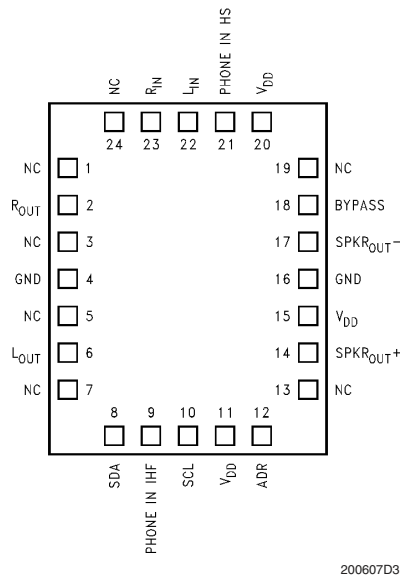 NC
R_IN
L_IN
PHONE IN HS
V_DD
24 23 22 21 20
NC 1 19 NC
R_OUT 2 18 BYPASS
NC 3 17 SPKR_OUT-
GND 4 16 GND
NC 5 15 V_DD
L_OUT 6 14 SPKR_OUT+
NC 7 13 NC
8 9 10 11 12
SDA
PHONE IN IHF
SCL
V_DD
ADR
200607D3